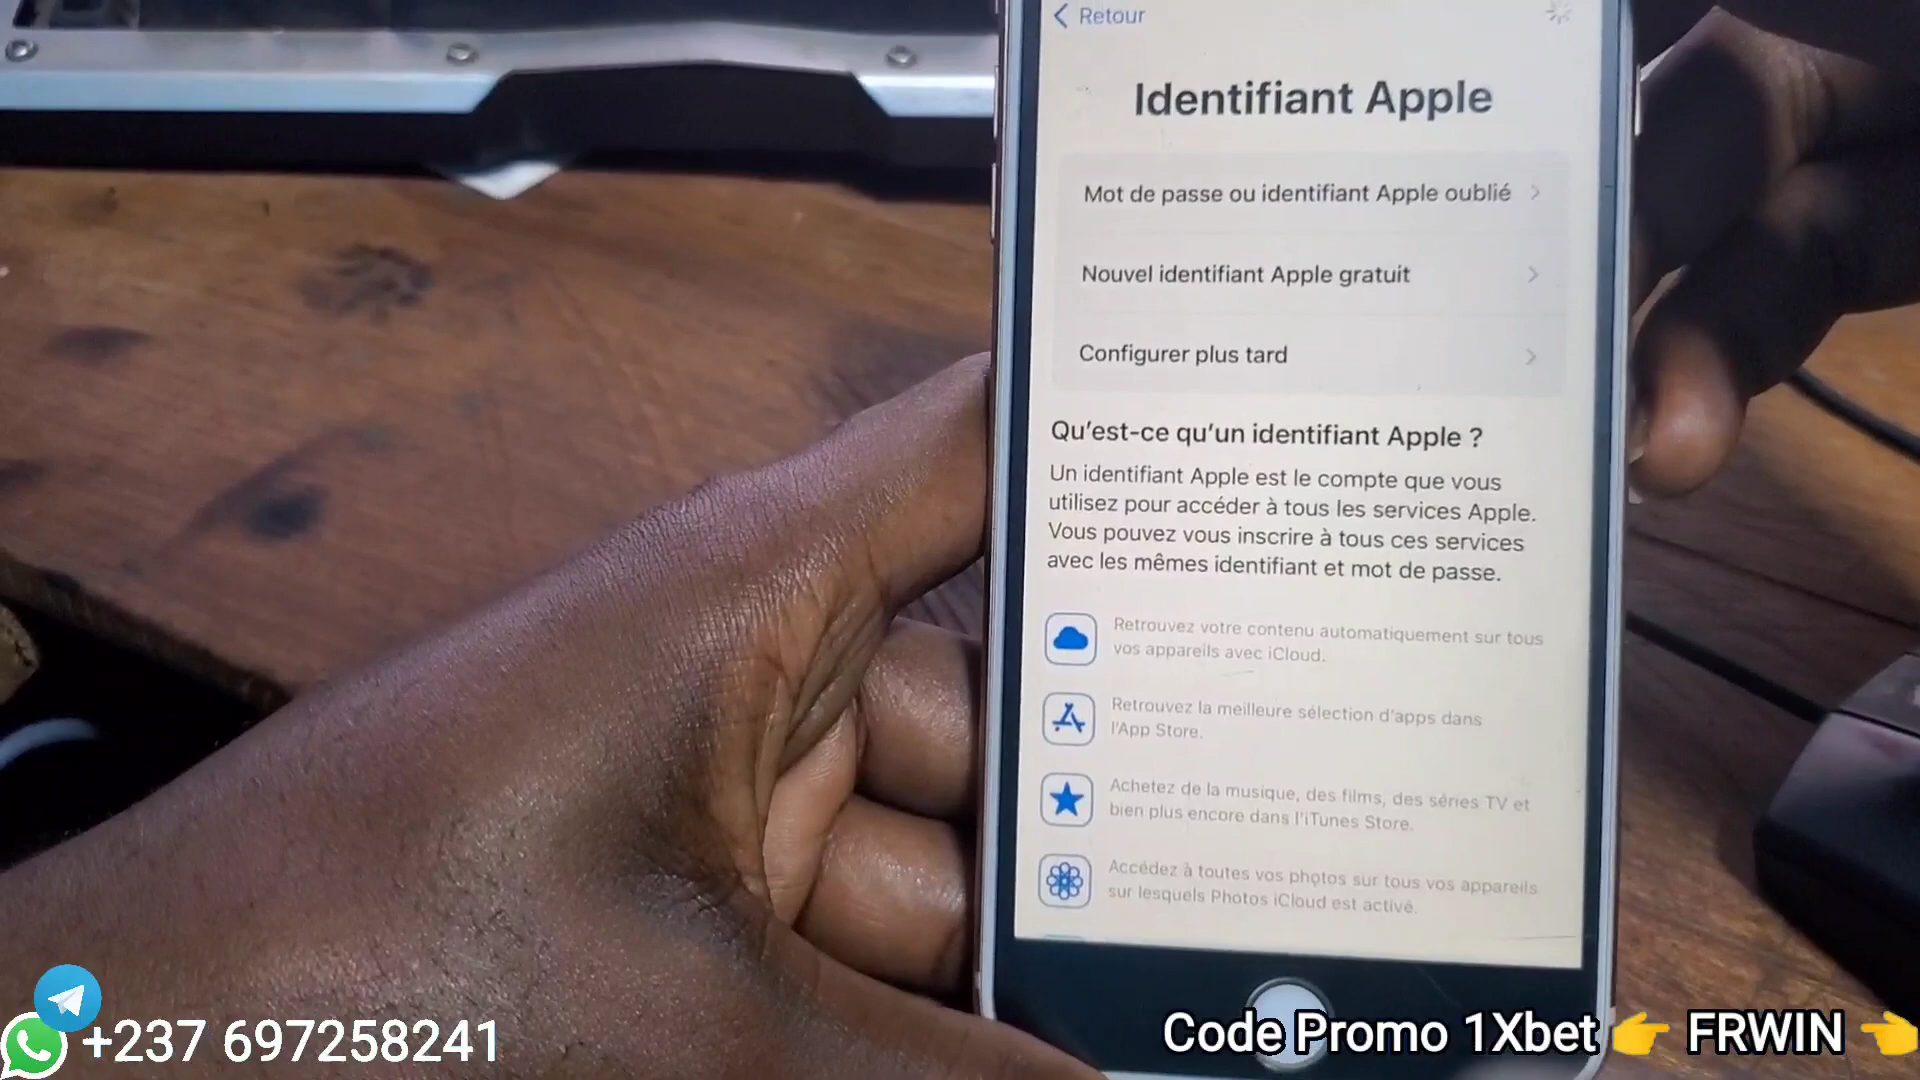 Retour
Identifiant Apple
Mot de passe ou identifiant Apple oublié
Nouvel identifiant Apple gratuit
Configurer plus tard
Qu'est-ce qu'un identifiant Apple ?
Un identifiant Apple est le compte que vous
utilisez pour accéder à tous les services Apple.
Vous pouvez vous inscrire à tous ces services
avec les mêmes identifiant et mot de passe.
Retrouvez votre contenu automatiquement sur tous
vos appareils avec iCloud.
Retrouvez la meilleure sélection d'apps dans
l'App Store.
Achetez de la musique, des films, des séries TV et
bien plus encore dans l'iTunes Store.
Accédez à toutes vos photos sur tous vos appareils
sur lesquels Photos iCloud est activé.
+237 697258241
Code Promo 1Xbet 👉 FRWIN 👈